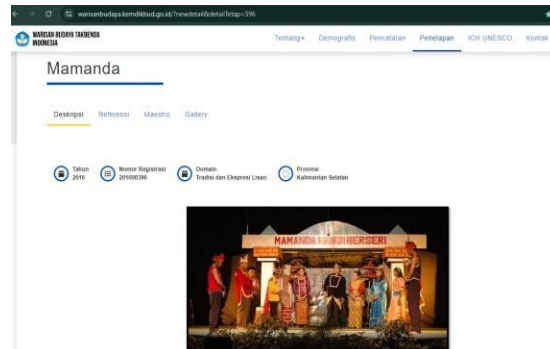 warisanbudaya.kemdikbud.go.id/?newdetail&detailTetap=396
WARISAN BUDAYA TAKBENDA
INDONESIA
Tentang Demografis Pencatatan Penetapan ICH UNESCO Kontak
Mamanda
Deskripsi Referensi Maestro Gallery
Tahun
2016
Nomor Registrasi
201600396
Domain
Tradisi dan Ekspresi Lisan
Provinsi
Kalimantan Selatan
MAMANDA BERSERI